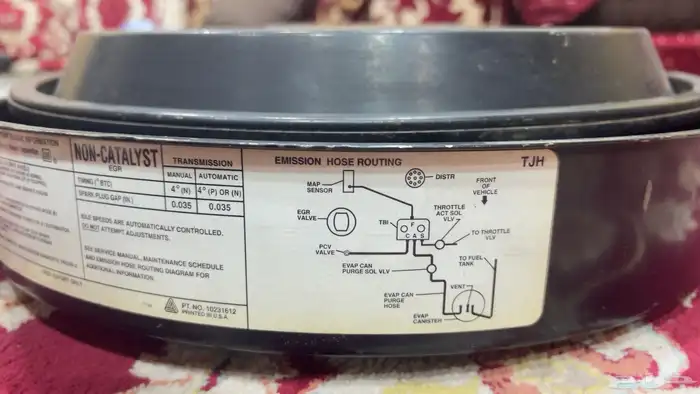 INFORMATION
NON-CATALYST
EGR
TRANSMISSION
MANUAL AUTOMATIC
TIMING (° BTC) 4° (N) 4° (P) OR (N)
SPARK PLUG GAP (IN.) 0.035 0.035
IDLE SPEEDS ARE AUTOMATICALLY CONTROLLED.
DO NOT ATTEMPT ADJUSTMENTS.
SEE SERVICE MANUAL, MAINTENANCE SCHEDULE
AND EMISSION HOSE ROUTING DIAGRAM FOR
ADDITIONAL INFORMATION.
PT. NO. 10231612
PRINTED IN U.S.A.
EMISSION HOSE ROUTING
TJH
MAP
SENSOR
DISTR
FRONT
OF
VEHICLE
EGR
VALVE
TBI
F
C A S
THROTTLE
ACT SOL
VLV
TO THROTTLE
VLV
PCV
VALVE
EVAP CAN
PURGE SOL VLV
TO FUEL
TANK
EVAP CAN
PURGE
HOSE
VENT
EVAP
CANISTER